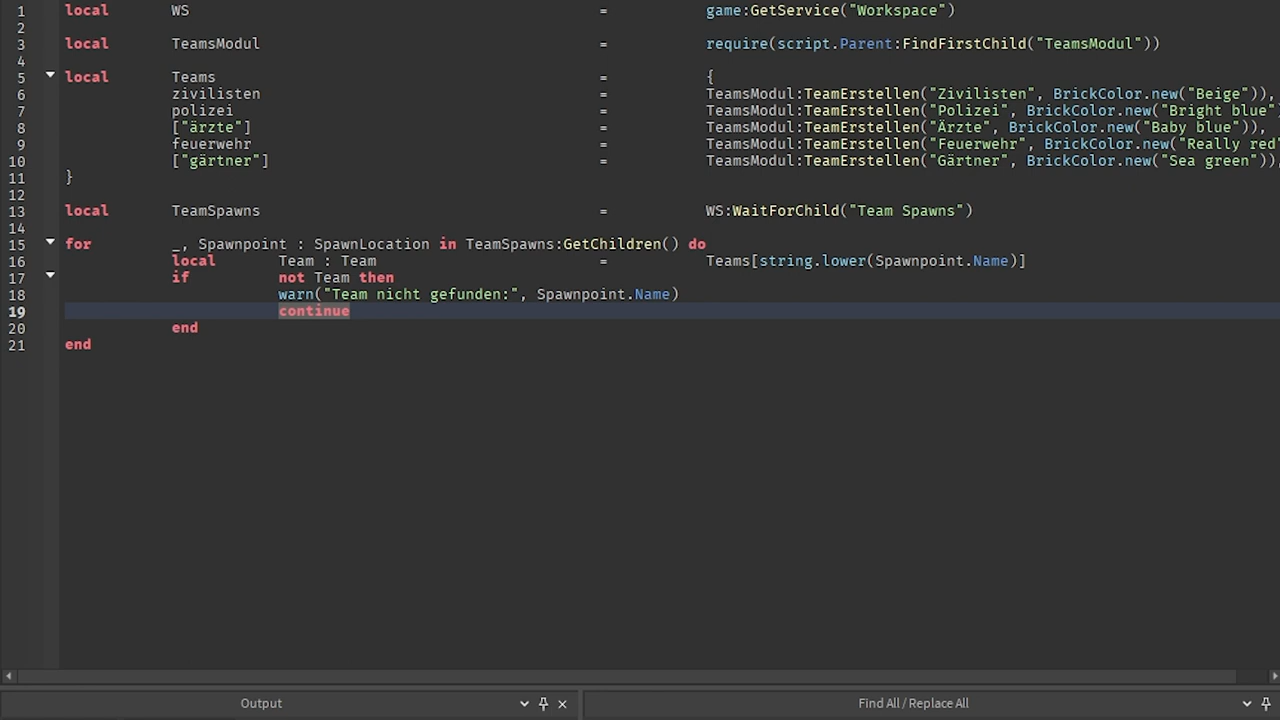 1 local WS = game:GetService("Workspace")
2
3 local TeamsModul = require(script.Parent:FindFirstChild("TeamsModul"))
4
5 local Teams = {
6 zivilisten = TeamsModul:TeamErstellen("Zivilisten", BrickColor.new("Beige")),
7 polizei = TeamsModul:TeamErstellen("Polizei", BrickColor.new("Bright blue")
8 ["ärzte"] = TeamsModul:TeamErstellen("Ärzte", BrickColor.new("Baby blue")),
9 feuerwehr = TeamsModul:TeamErstellen("Feuerwehr", BrickColor.new("Really red"
10 ["gärtner"] = TeamsModul:TeamErstellen("Gärtner", BrickColor.new("Sea green")),
11 }
12
13 local TeamSpawns = WS:WaitForChild("Team Spawns")
14
15 for _, Spawnpoint : SpawnLocation in TeamSpawns:GetChildren() do
16 local Team : Team = Teams[string.lower(Spawnpoint.Name)]
17 if not Team then
18 warn("Team nicht gefunden:", Spawnpoint.Name)
19 continue
20 end
21 end
Output Find All / Replace All